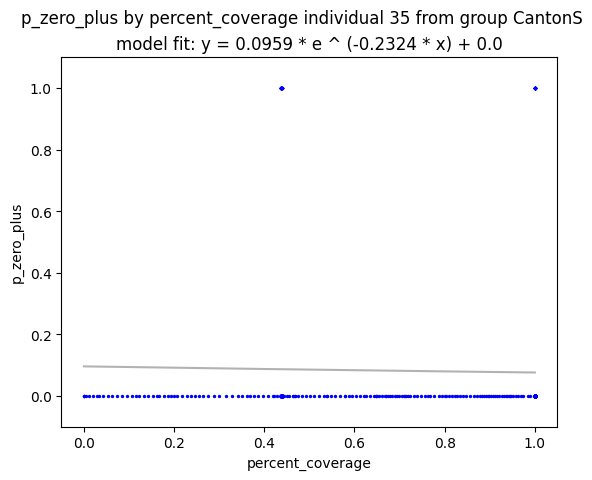 p_zero_plus by percent_coverage individual 35 from group CantonS
model fit: y = 0.0959 * e ^ (-0.2324 * x) + 0.0
p_zero_plus
1.0
0.8
0.6
0.4
0.2
0.0
0.0 0.2 0.4 0.6 0.8 1.0
percent_coverage